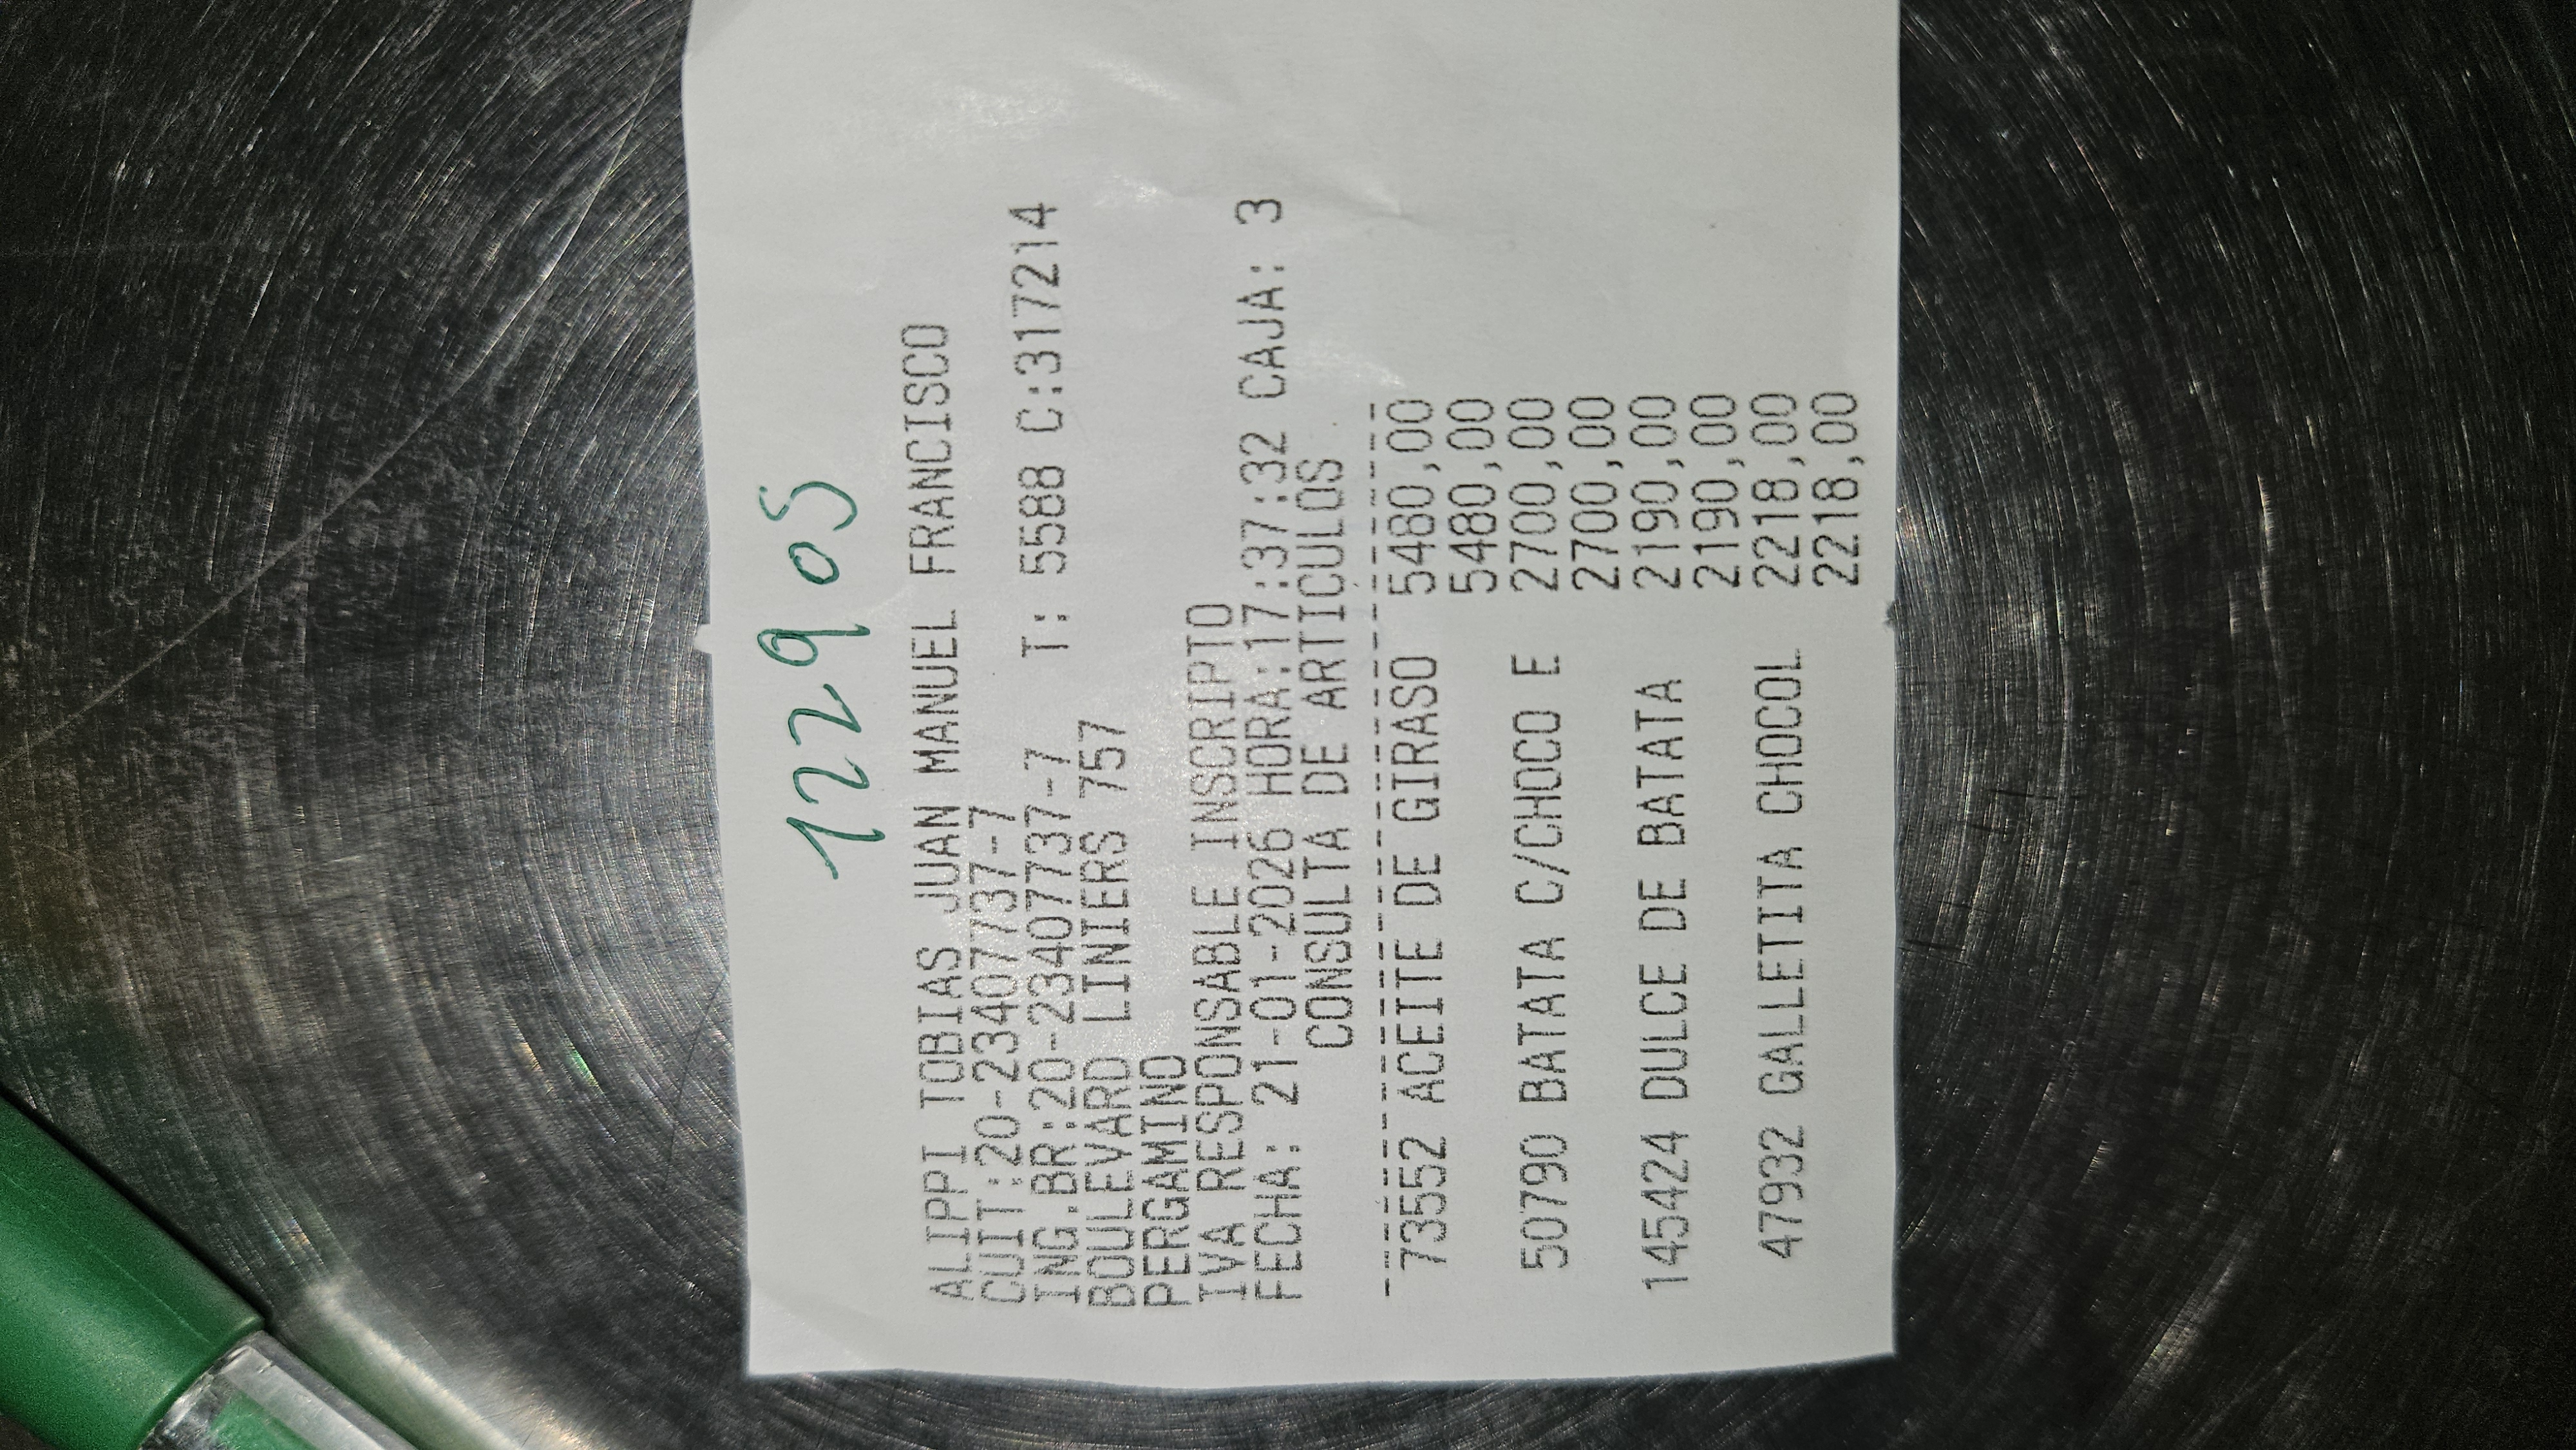 12905
ALIPPI TOBIAS JUAN MANUEL FRANCISCO
CUIT:20-23407737-7
ING.BR:20-23407737-7 T: 5588 C:317214
BOULEVARD LINIERS 757
PERGAMINO
IVA RESPONSABLE INSCRIPTO
FECHA: 21-01-2026 HORA:17:37:32 CAJA: 3
CONSULTA DE ARTICULOS
73552 ACEITE DE GIRASO 5480,00
5480,00
50790 BATATA C/CHOCO E 2700,00
2700,00
145424 DULCE DE BATATA 2190,00
2190,00
47932 GALLETITA CHOCOL 2218,00
2218,00